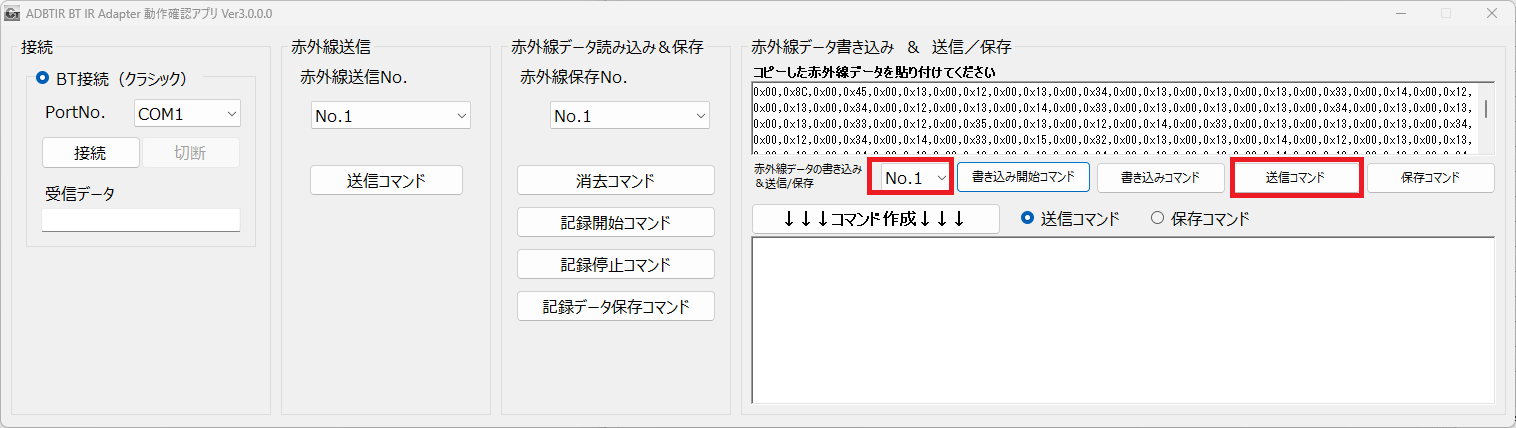 ADBTIR BT IR Adapter 動作確認アプリ Ver3.0.0.0
接続
BT接続（クラシック）
PortNo.
COM1
接続
切断
受信データ
赤外線送信
赤外線送信No.
No.1
送信コマンド
赤外線データ読み込み＆保存
赤外線保存No.
No.1
消去コマンド
記録開始コマンド
記録停止コマンド
記録データ保存コマンド
赤外線データ書き込み ＆ 送信／保存
コピーした赤外線データを貼り付けてください
0x00,0x8C,0x00,0x45,0x00,0x13,0x00,0x12,0x00,0x13,0x00,0x34,0x00,0x13,0x00,0x13,0x00,0x13,0x00,0x33,0x00,0x14,0x00,0x12,
0x00,0x13,0x00,0x34,0x00,0x12,0x00,0x13,0x00,0x14,0x00,0x33,0x00,0x13,0x00,0x13,0x00,0x13,0x00,0x34,0x00,0x13,0x00,0x13,
0x00,0x13,0x00,0x33,0x00,0x12,0x00,0x35,0x00,0x13,0x00,0x12,0x00,0x14,0x00,0x33,0x00,0x13,0x00,0x13,0x00,0x13,0x00,0x34,
0x00,0x12,0x00,0x14,0x00,0x34,0x00,0x33,0x00,0x15,0x00,0x32,0x00,0x13,0x00,0x14,0x00,0x13,0x00,0x12,0x00,0x13,0x00,0x13,
赤外線データの書き込み
＆送信/保存
No.1
書き込み開始コマンド
書き込みコマンド
送信コマンド
保存コマンド
↓↓↓コマンド作成↓↓↓
送信コマンド
保存コマンド